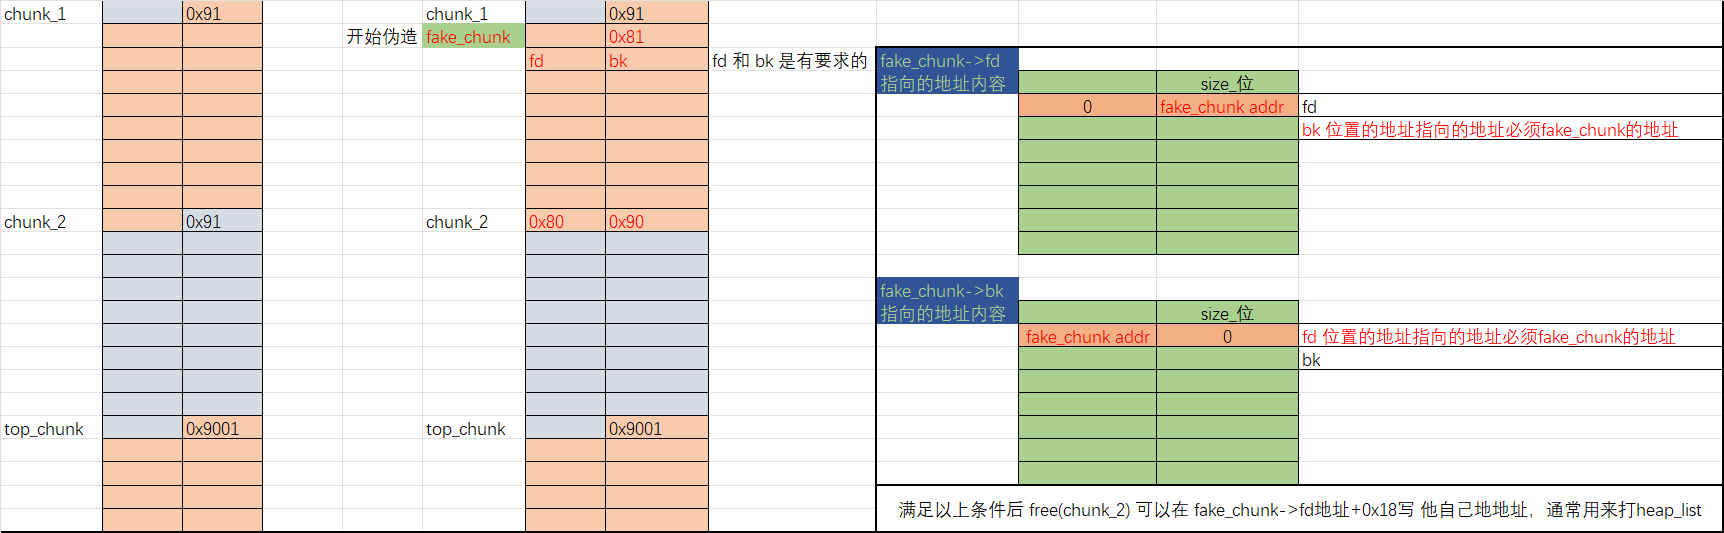 chunk_1 0x91 chunk_1 0x91
开始伪造 fake_chunk 0x81
fd bk fd 和 bk 是有要求的 fake_chunk->fd
指向的地址内容
size_位
0 fake_chunk addr fd
bk 位置的地址指向的地址必须fake_chunk的地址
chunk_2 0x91 chunk_2 0x80 0x90
fake_chunk->bk
指向的地址内容
size_位
fake_chunk addr 0 fd 位置的地址指向的地址必须fake_chunk的地址
bk
top_chunk 0x9001 top_chunk 0x9001
满足以上条件后 free(chunk_2) 可以在 fake_chunk->fd地址+0x18写 他自己地地址，通常用来打heap_list